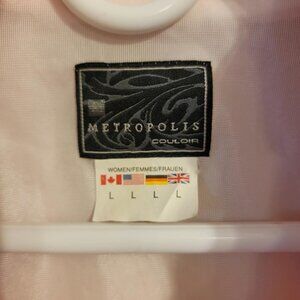 METROPOLIS
COULOIR
WOMEN/FEMMES/FRAUEN
L L L L